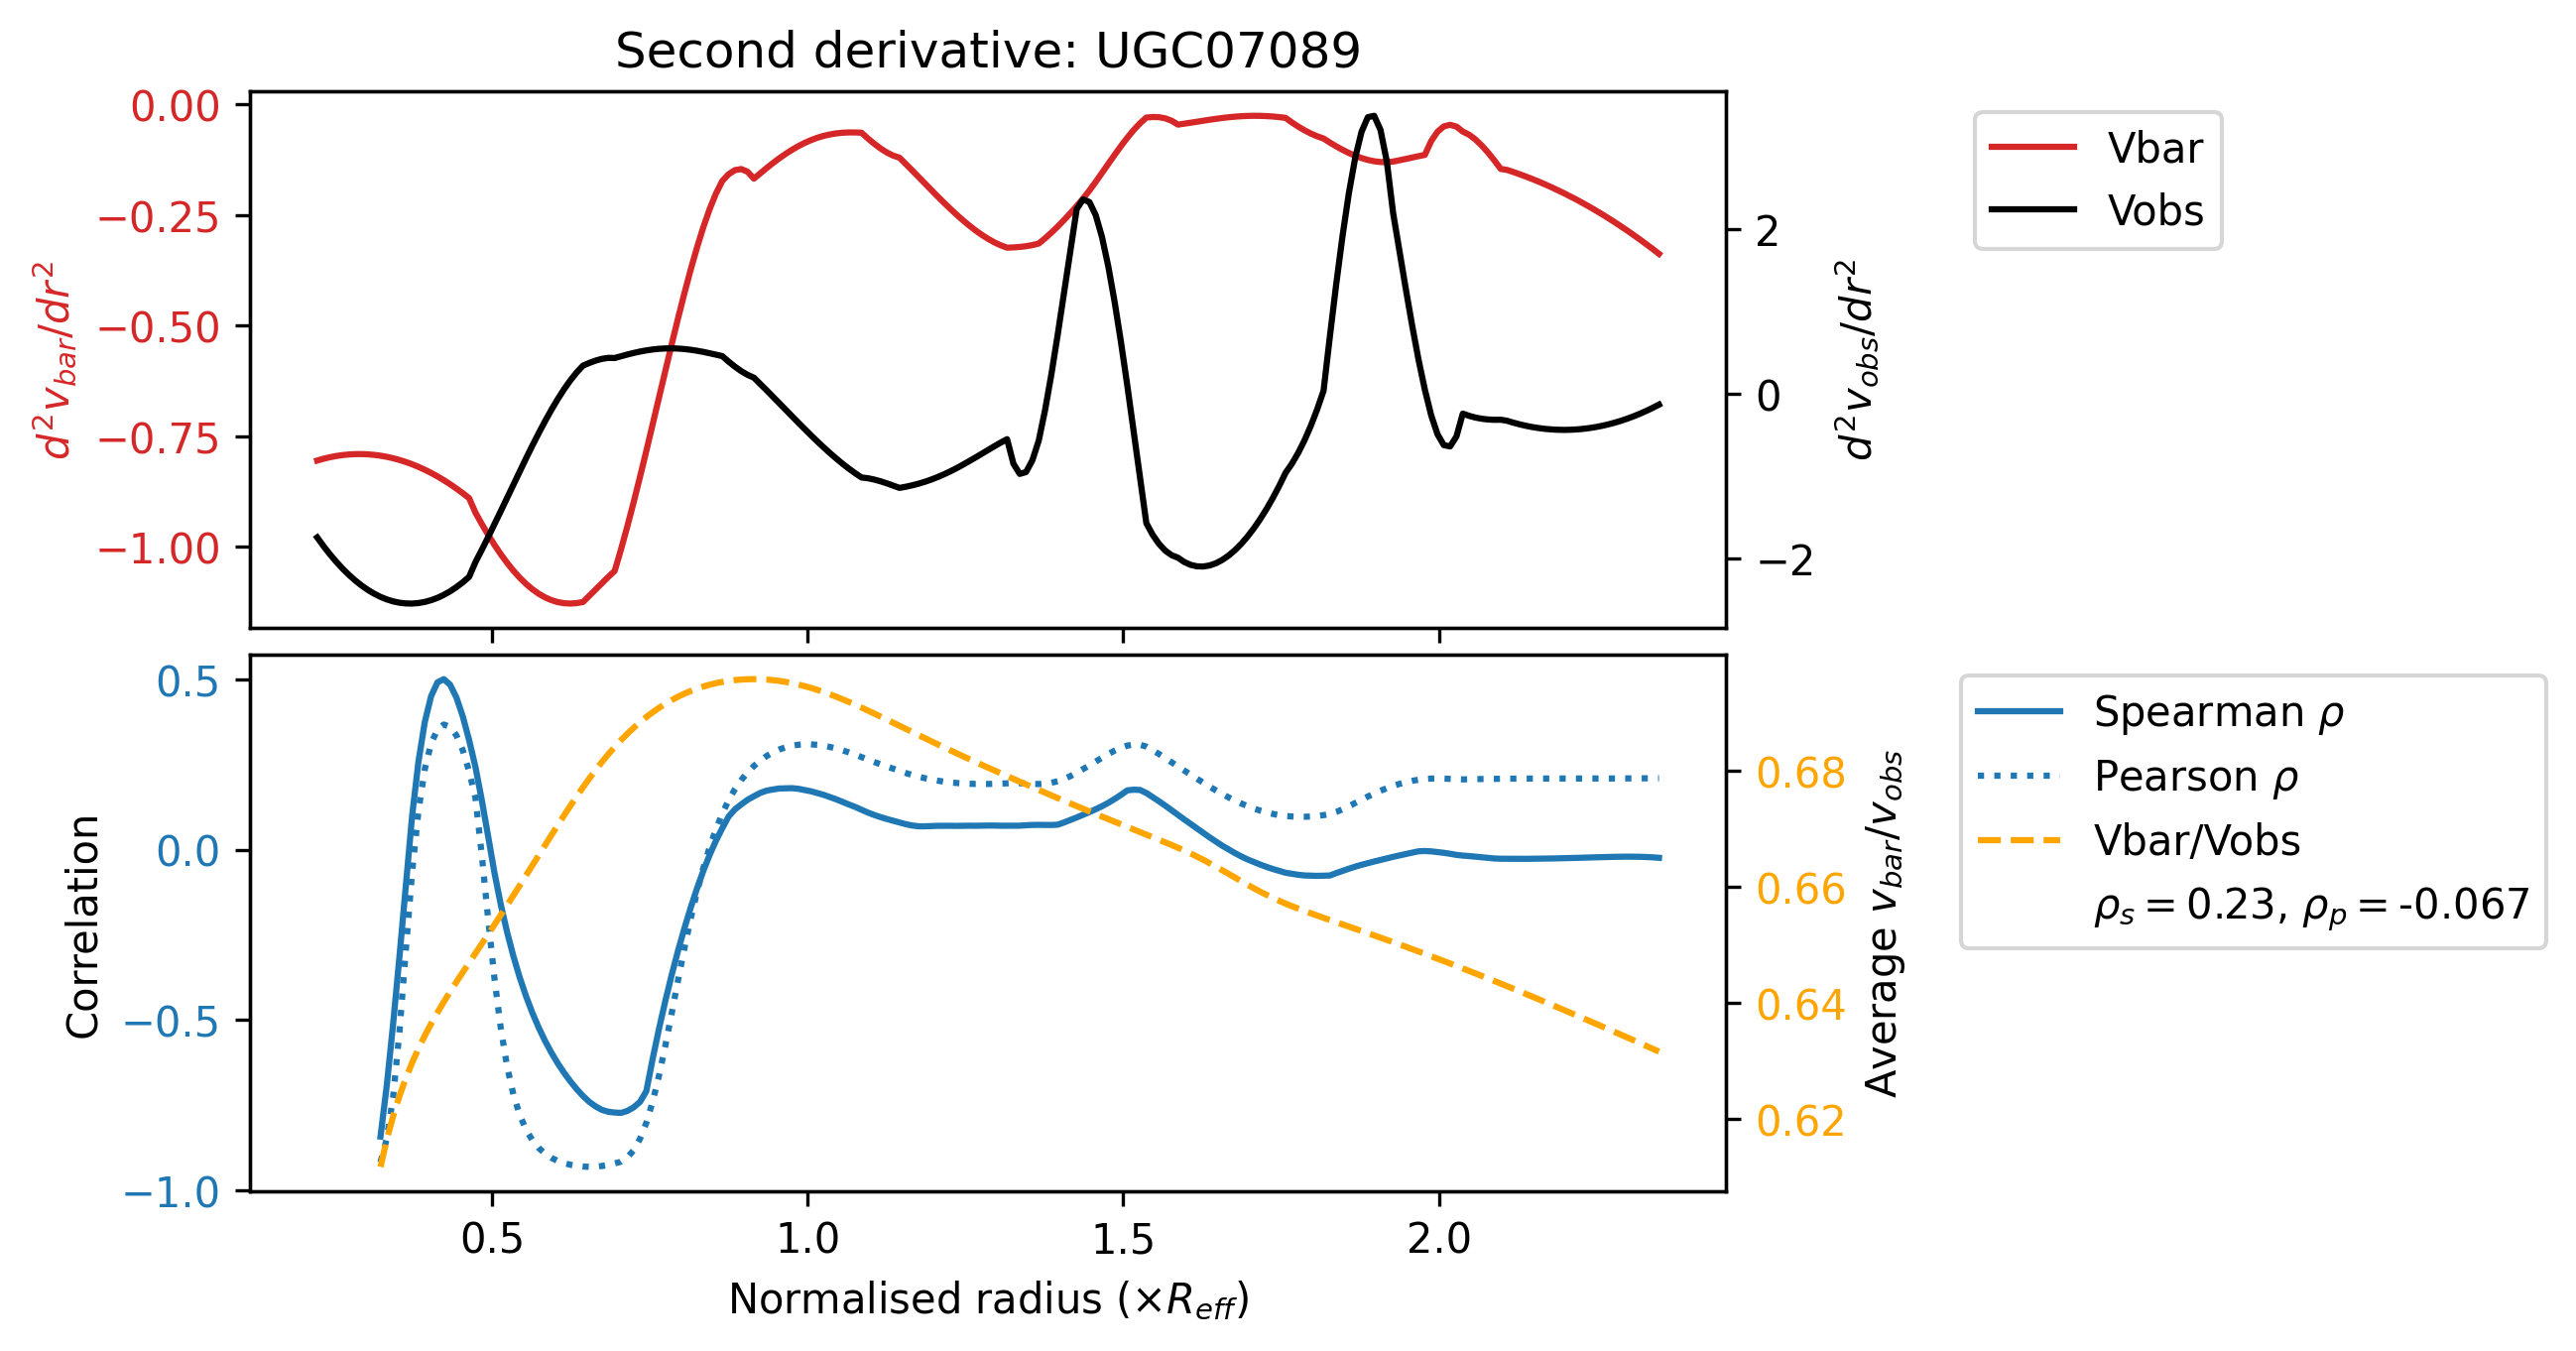 Second derivative: UGC07089
0.00
−0.25
−0.50
−0.75
−1.00
d²v_bar/dr²
2
0
−2
d²v_obs/dr²
Vbar
Vobs
0.5
0.0
−0.5
−1.0
Correlation
0.68
0.66
0.64
0.62
Average v_bar/v_obs
Spearman ρ
Pearson ρ
Vbar/Vobs
ρ_s = 0.23, ρ_p = -0.067
0.5 1.0 1.5 2.0
Normalised radius (×R_eff)